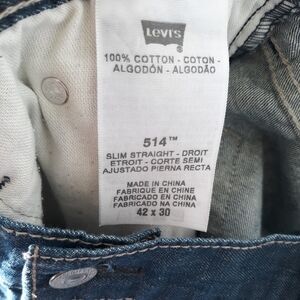 Levi's
100% COTTON - COTON -
ALGODÓN - ALGODÃO
514™
SLIM STRAIGHT - DROIT
ETROIT - CORTE SEMI
AJUSTADO PIERNA RECTA
MADE IN CHINA
FABRIQUE EN CHINE
FABRICADO EN CHINA
FABRICADO NA CHINA
42 x 30